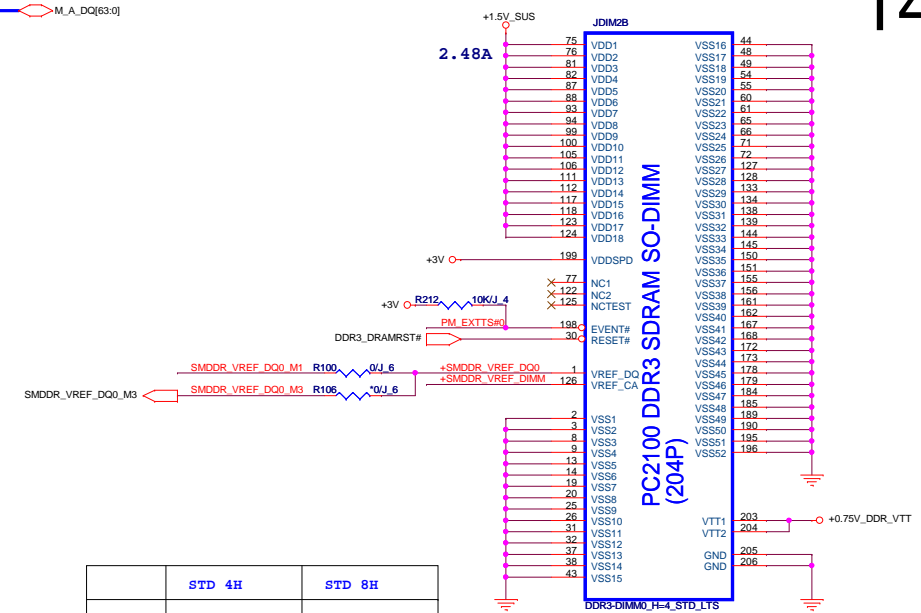 M_A_DQ[63:0]
+1.5V_SUS
2.48A
JDIM2B
75 VDD1
76 VDD2
81 VDD3
82 VDD4
87 VDD5
88 VDD6
93 VDD7
94 VDD8
99 VDD9
100 VDD10
105 VDD11
106 VDD12
111 VDD13
112 VDD14
117 VDD15
118 VDD16
123 VDD17
124 VDD18
+3V 199 VDDSPD
77 NC1
122 NC2
125 NCTEST
+3V R212 10K/J_4
PM_EXTTS#0 198 EVENT#
DDR3_DRAMRST# 30 RESET#
SMDDR_VREF_DQ0_M1 R100 0/J_6 +SMDDR_VREF_DQ0 1 VREF_DQ
+SMDDR_VREF_DIMM 126 VREF_CA
SMDDR_VREF_DQ0_M3 SMDDR_VREF_DQ0_M3 R106 *0/J_6
2 VSS1
3 VSS2
8 VSS3
9 VSS4
13 VSS5
14 VSS6
19 VSS7
20 VSS8
25 VSS9
26 VSS10
31 VSS11
32 VSS12
37 VSS13
38 VSS14
43 VSS15
PC2100 DDR3 SDRAM SO-DIMM
(204P)
VSS16 44
VSS17 48
VSS18 49
VSS19 54
VSS20 55
VSS21 60
VSS22 61
VSS23 65
VSS24 66
VSS25 71
VSS26 72
VSS27 127
VSS28 128
VSS29 133
VSS30 134
VSS31 138
VSS32 139
VSS33 144
VSS34 145
VSS35 150
VSS36 151
VSS37 155
VSS38 156
VSS39 161
VSS40 162
VSS41 167
VSS42 168
VSS43 172
VSS44 173
VSS45 178
VSS46 179
VSS47 184
VSS48 185
VSS49 189
VSS50 190
VSS51 195
VSS52 196
VTT1 203
VTT2 204
+0.75V_DDR_VTT
GND 205
GND 206
DDR3-DIMM0_H=4_STD_LTS
STD 4H STD 8H